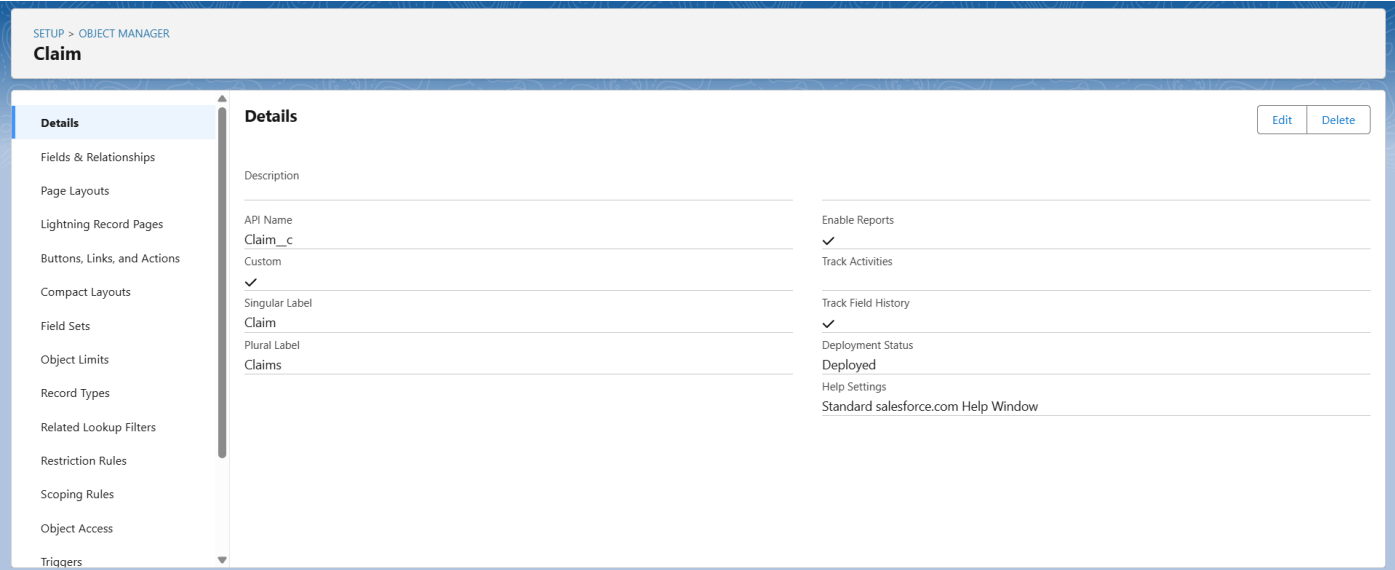 SETUP > OBJECT MANAGER
Claim
Details
Fields & Relationships
Page Layouts
Lightning Record Pages
Buttons, Links, and Actions
Compact Layouts
Field Sets
Object Limits
Record Types
Related Lookup Filters
Restriction Rules
Scoping Rules
Object Access
Triggers
Details
Edit
Delete
Description
API Name
Claim__c
Custom
Singular Label
Claim
Plural Label
Claims
Enable Reports
Track Activities
Track Field History
Deployment Status
Deployed
Help Settings
Standard salesforce.com Help Window